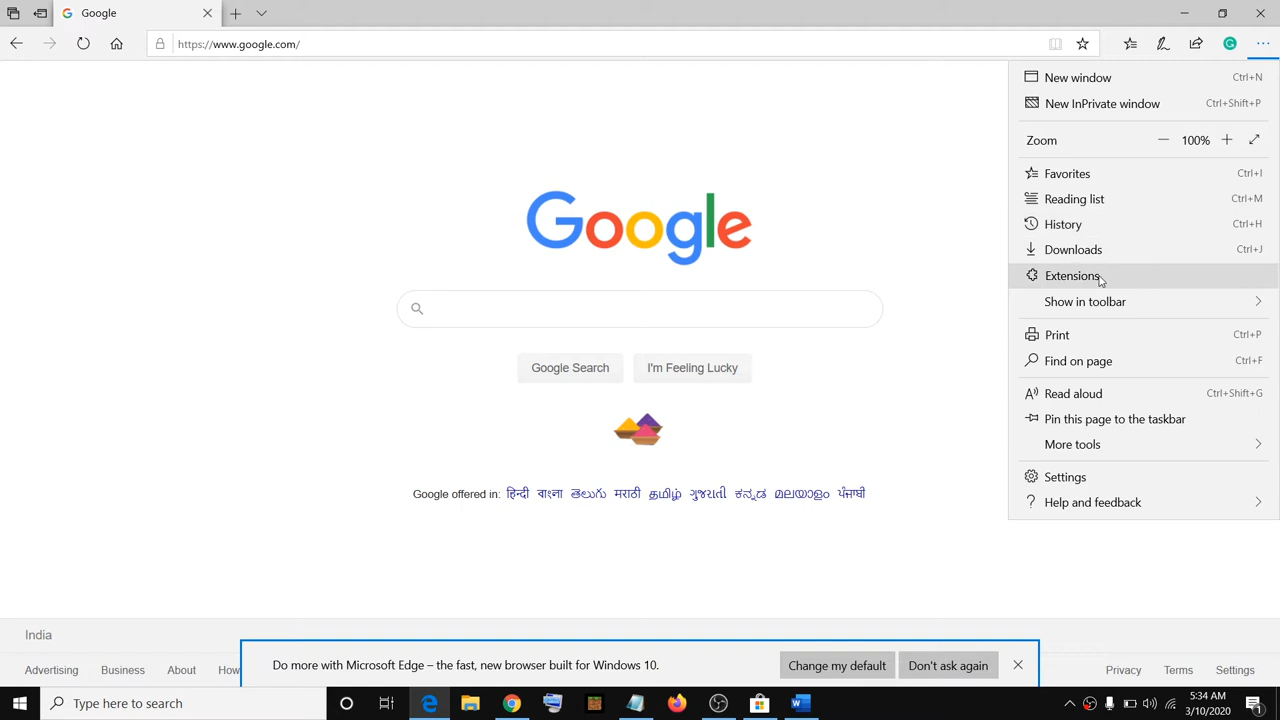 Google
https://www.google.com/
New window Ctrl+N
New InPrivate window Ctrl+Shift+P
Zoom 100%
Favorites Ctrl+I
Reading list Ctrl+M
History Ctrl+H
Downloads Ctrl+J
Extensions
Show in toolbar
Print Ctrl+P
Find on page Ctrl+F
Read aloud Ctrl+Shift+G
Pin this page to the taskbar
More tools
Settings
Help and feedback
Google
Google Search I'm Feeling Lucky
Google offered in: हिन्दी বাংলা తెలుగు मराठी தமிழ் ગુજરાતી ಕನ್ನಡ മലയാളം ਪੰਜਾਬੀ
India
Do more with Microsoft Edge – the fast, new browser built for Windows 10. Change my default Don't ask again
Advertising Business About How Privacy Terms Settings
Type here to search
5:34 AM
3/10/2020
1